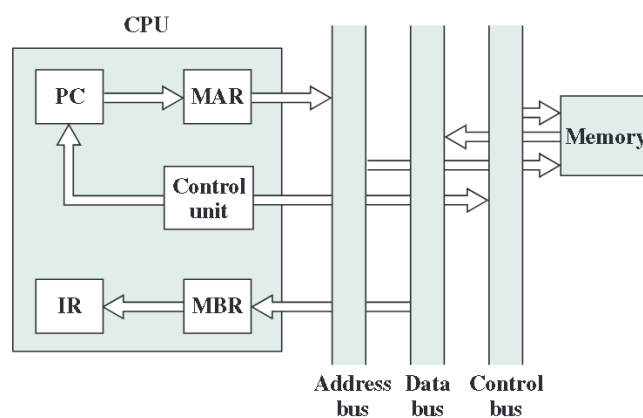 CPU
PC
MAR
Memory
Control
unit
IR
MBR
Address
bus
Data
bus
Control
bus